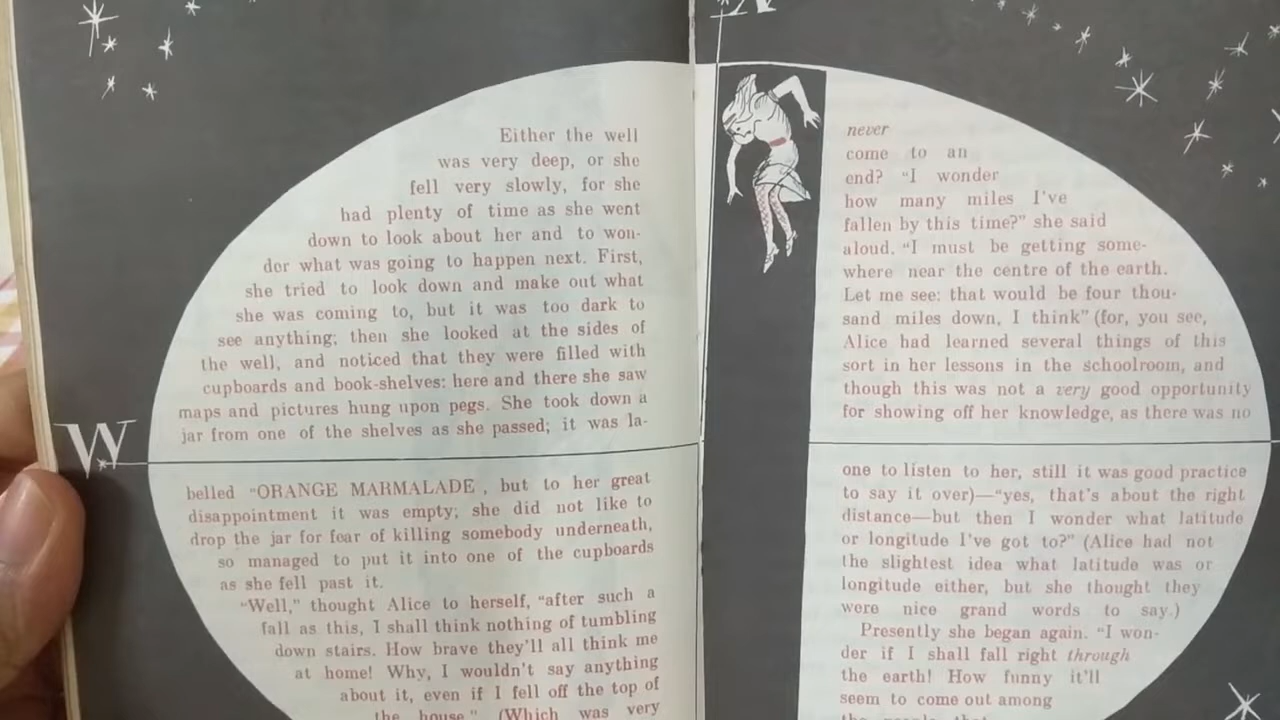 Either the well
was very deep, or she
fell very slowly, for she
had plenty of time as she went
down to look about her and to won-
der what was going to happen next. First,
she tried to look down and make out what
she was coming to, but it was too dark to
see anything; then she looked at the sides of
the well, and noticed that they were filled with
cupboards and book-shelves: here and there she saw
maps and pictures hung upon pegs. She took down a
jar from one of the shelves as she passed; it was la-
W
belled “ORANGE MARMALADE, but to her great
disappointment it was empty; she did not like to
drop the jar for fear of killing somebody underneath,
so managed to put it into one of the cupboards
as she fell past it.
“Well,” thought Alice to herself, “after such a
fall as this, I shall think nothing of tumbling
down stairs. How brave they’ll all think me
at home! Why, I wouldn’t say anything
about it, even if I fell off the top of
the house” (Which was very
never
come to an
end? “I wonder
how many miles I’ve
fallen by this time?” she said
aloud. “I must be getting some-
where near the centre of the earth.
Let me see: that would be four thou-
sand miles down, I think” (for, you see,
Alice had learned several things of this
sort in her lessons in the schoolroom, and
though this was not a very good opportunity
for showing off her knowledge, as there was no
one to listen to her, still it was good practice
to say it over)—“yes, that’s about the right
distance—but then I wonder what latitude
or longitude I’ve got to?” (Alice had not
the slightest idea what latitude was or
longitude either, but she thought they
were nice grand words to say.)
Presently she began again. “I won-
der if I shall fall right through
the earth! How funny it’ll
seem to come out among